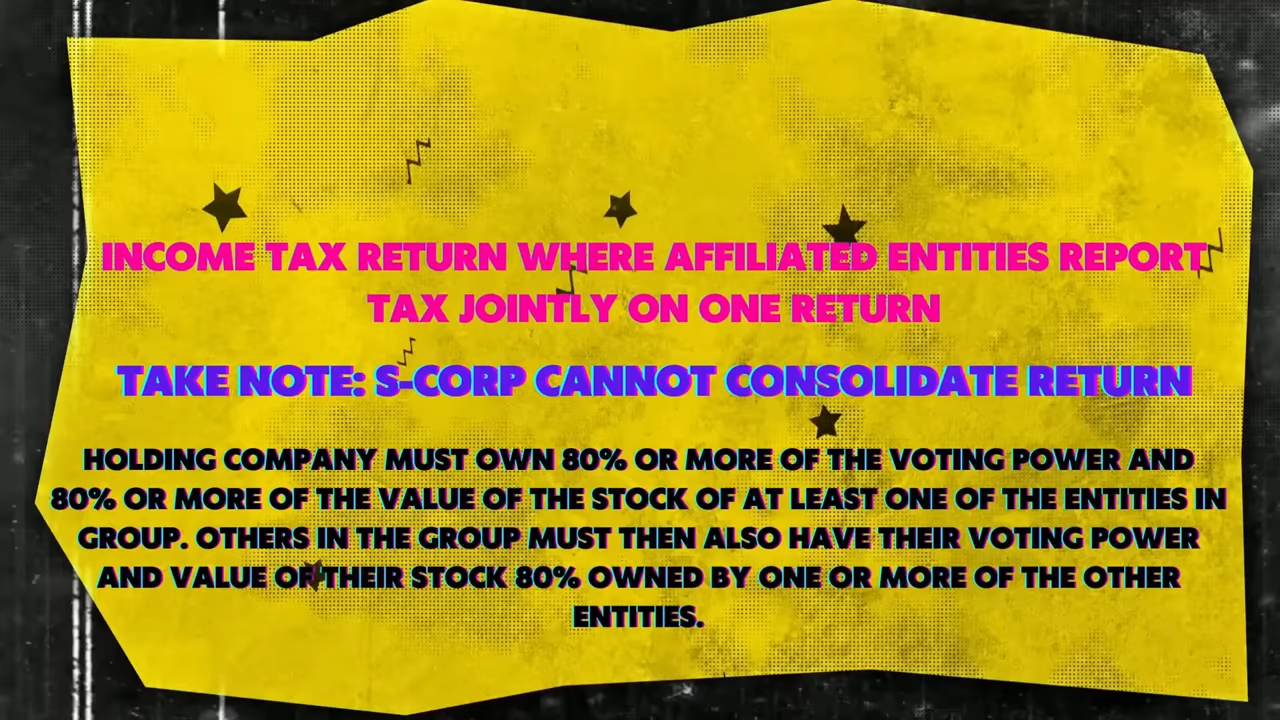 INCOME TAX RETURN WHERE AFFILIATED ENTITIES REPORT
TAX JOINTLY ON ONE RETURN
TAKE NOTE: S-CORP CANNOT CONSOLIDATE RETURN
HOLDING COMPANY MUST OWN 80% OR MORE OF THE VOTING POWER AND
80% OR MORE OF THE VALUE OF THE STOCK OF AT LEAST ONE OF THE ENTITIES IN
GROUP. OTHERS IN THE GROUP MUST THEN ALSO HAVE THEIR VOTING POWER
AND VALUE OF THEIR STOCK 80% OWNED BY ONE OR MORE OF THE OTHER
ENTITIES.